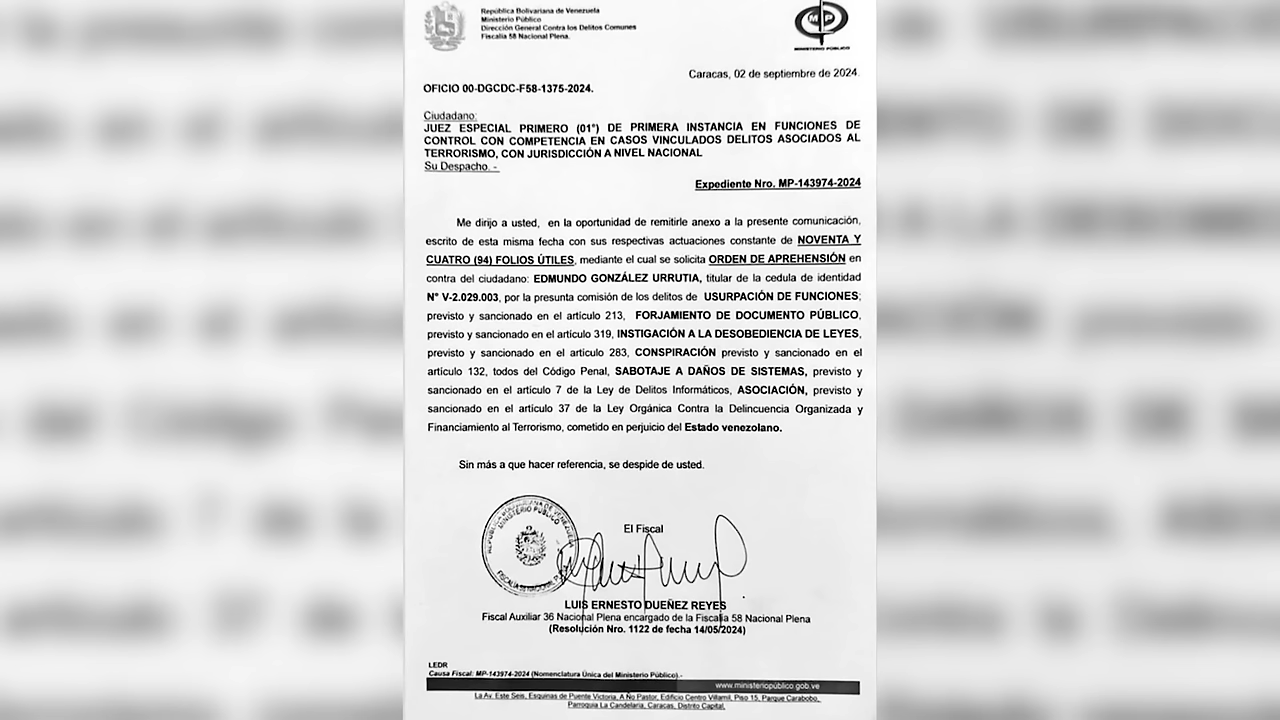 República Bolivariana de Venezuela
Ministerio Público
Dirección General Contra los Delitos Comunes
Fiscalía 58 Nacional Plena.
MP
MINISTERIO PÚBLICO
Caracas, 02 de septiembre de 2024.
OFICIO 00-DGCDC-F58-1375-2024.
Ciudadano:
JUEZ ESPECIAL PRIMERO (01°) DE PRIMERA INSTANCIA EN FUNCIONES DE
CONTROL CON COMPETENCIA EN CASOS VINCULADOS DELITOS ASOCIADOS AL
TERRORISMO, CON JURISDICCIÓN A NIVEL NACIONAL
Su Despacho. -
Expediente Nro. MP-143974-2024
Me dirijo a usted, en la oportunidad de remitirle anexo a la presente comunicación,
escrito de esta misma fecha con sus respectivas actuaciones constante de NOVENTA Y
CUATRO (94) FOLIOS ÚTILES, mediante el cual se solicita ORDEN DE APREHENSIÓN en
contra del ciudadano: EDMUNDO GONZÁLEZ URRUTIA, titular de la cedula de identidad
N° V-2.029.003, por la presunta comisión de los delitos de USURPACIÓN DE FUNCIONES;
previsto y sancionado en el artículo 213, FORJAMIENTO DE DOCUMENTO PÚBLICO,
previsto y sancionado en el artículo 319, INSTIGACIÓN A LA DESOBEDIENCIA DE LEYES,
previsto y sancionado en el artículo 283, CONSPIRACIÓN previsto y sancionado en el
artículo 132, todos del Código Penal, SABOTAJE A DAÑOS DE SISTEMAS, previsto y
sancionado en el artículo 7 de la Ley de Delitos Informáticos, ASOCIACIÓN, previsto y
sancionado en el artículo 37 de la Ley Orgánica Contra la Delincuencia Organizada y
Financiamiento al Terrorismo, cometido en perjuicio del Estado venezolano.
Sin más a que hacer referencia, se despide de usted.
REPÚBLICA BOLIVARIANA DE VENEZUELA
MINISTERIO PÚBLICO
El Fiscal
LUIS ERNESTO DUEÑEZ REYES
Fiscal Auxiliar 36 Nacional Plena encargado de la Fiscalía 58 Nacional Plena
(Resolución Nro. 1122 de fecha 14/05/2024)
LEDR
Causa Fiscal: MP-143974-2024 (Nomenclatura Única del Ministerio Público).-
www.ministeriopúblico.gob.ve
La Av. Este Seis, Esquinas de Puente Victoria, A Ño Pastor, Edificio Centro Villamil, Piso 15, Parque Carabobo,
Parroquia La Candelaria, Caracas, Distrito Capital.